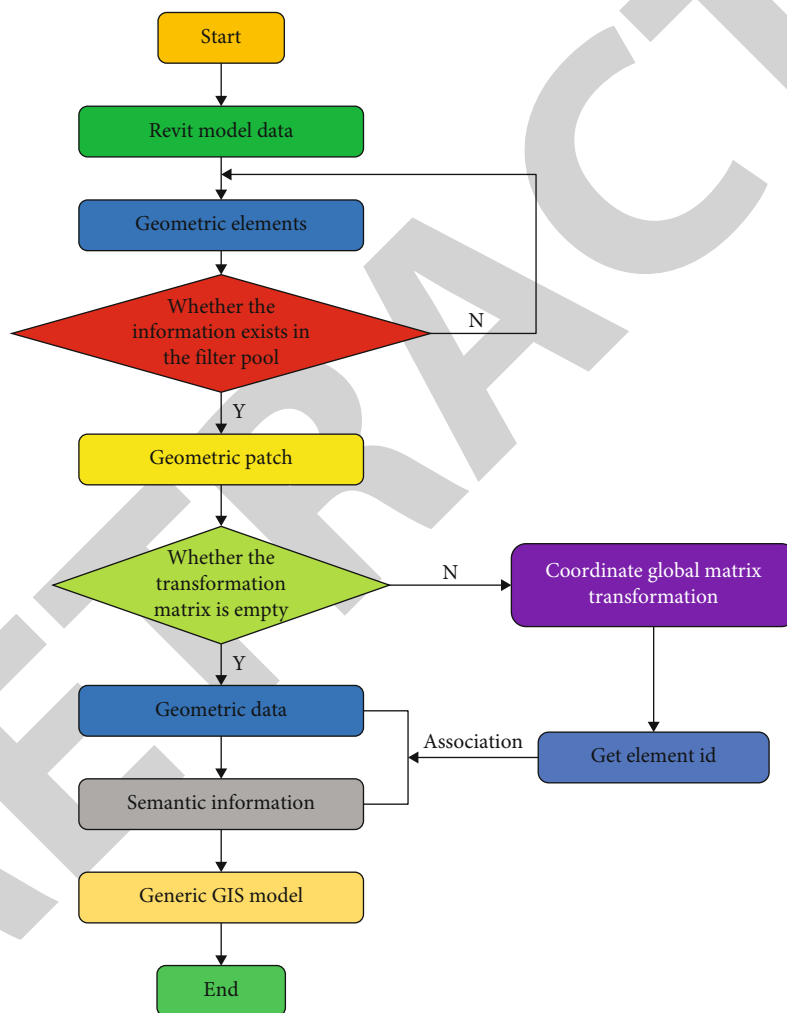 Start
Revit model data
Geometric elements
Whether the
information exists in
the filter pool
N
Y
Geometric patch
Whether the
transformation
matrix is empty
N
Coordinate global matrix
transformation
Y
Geometric data
Association
Get element id
Semantic information
Generic GIS model
End